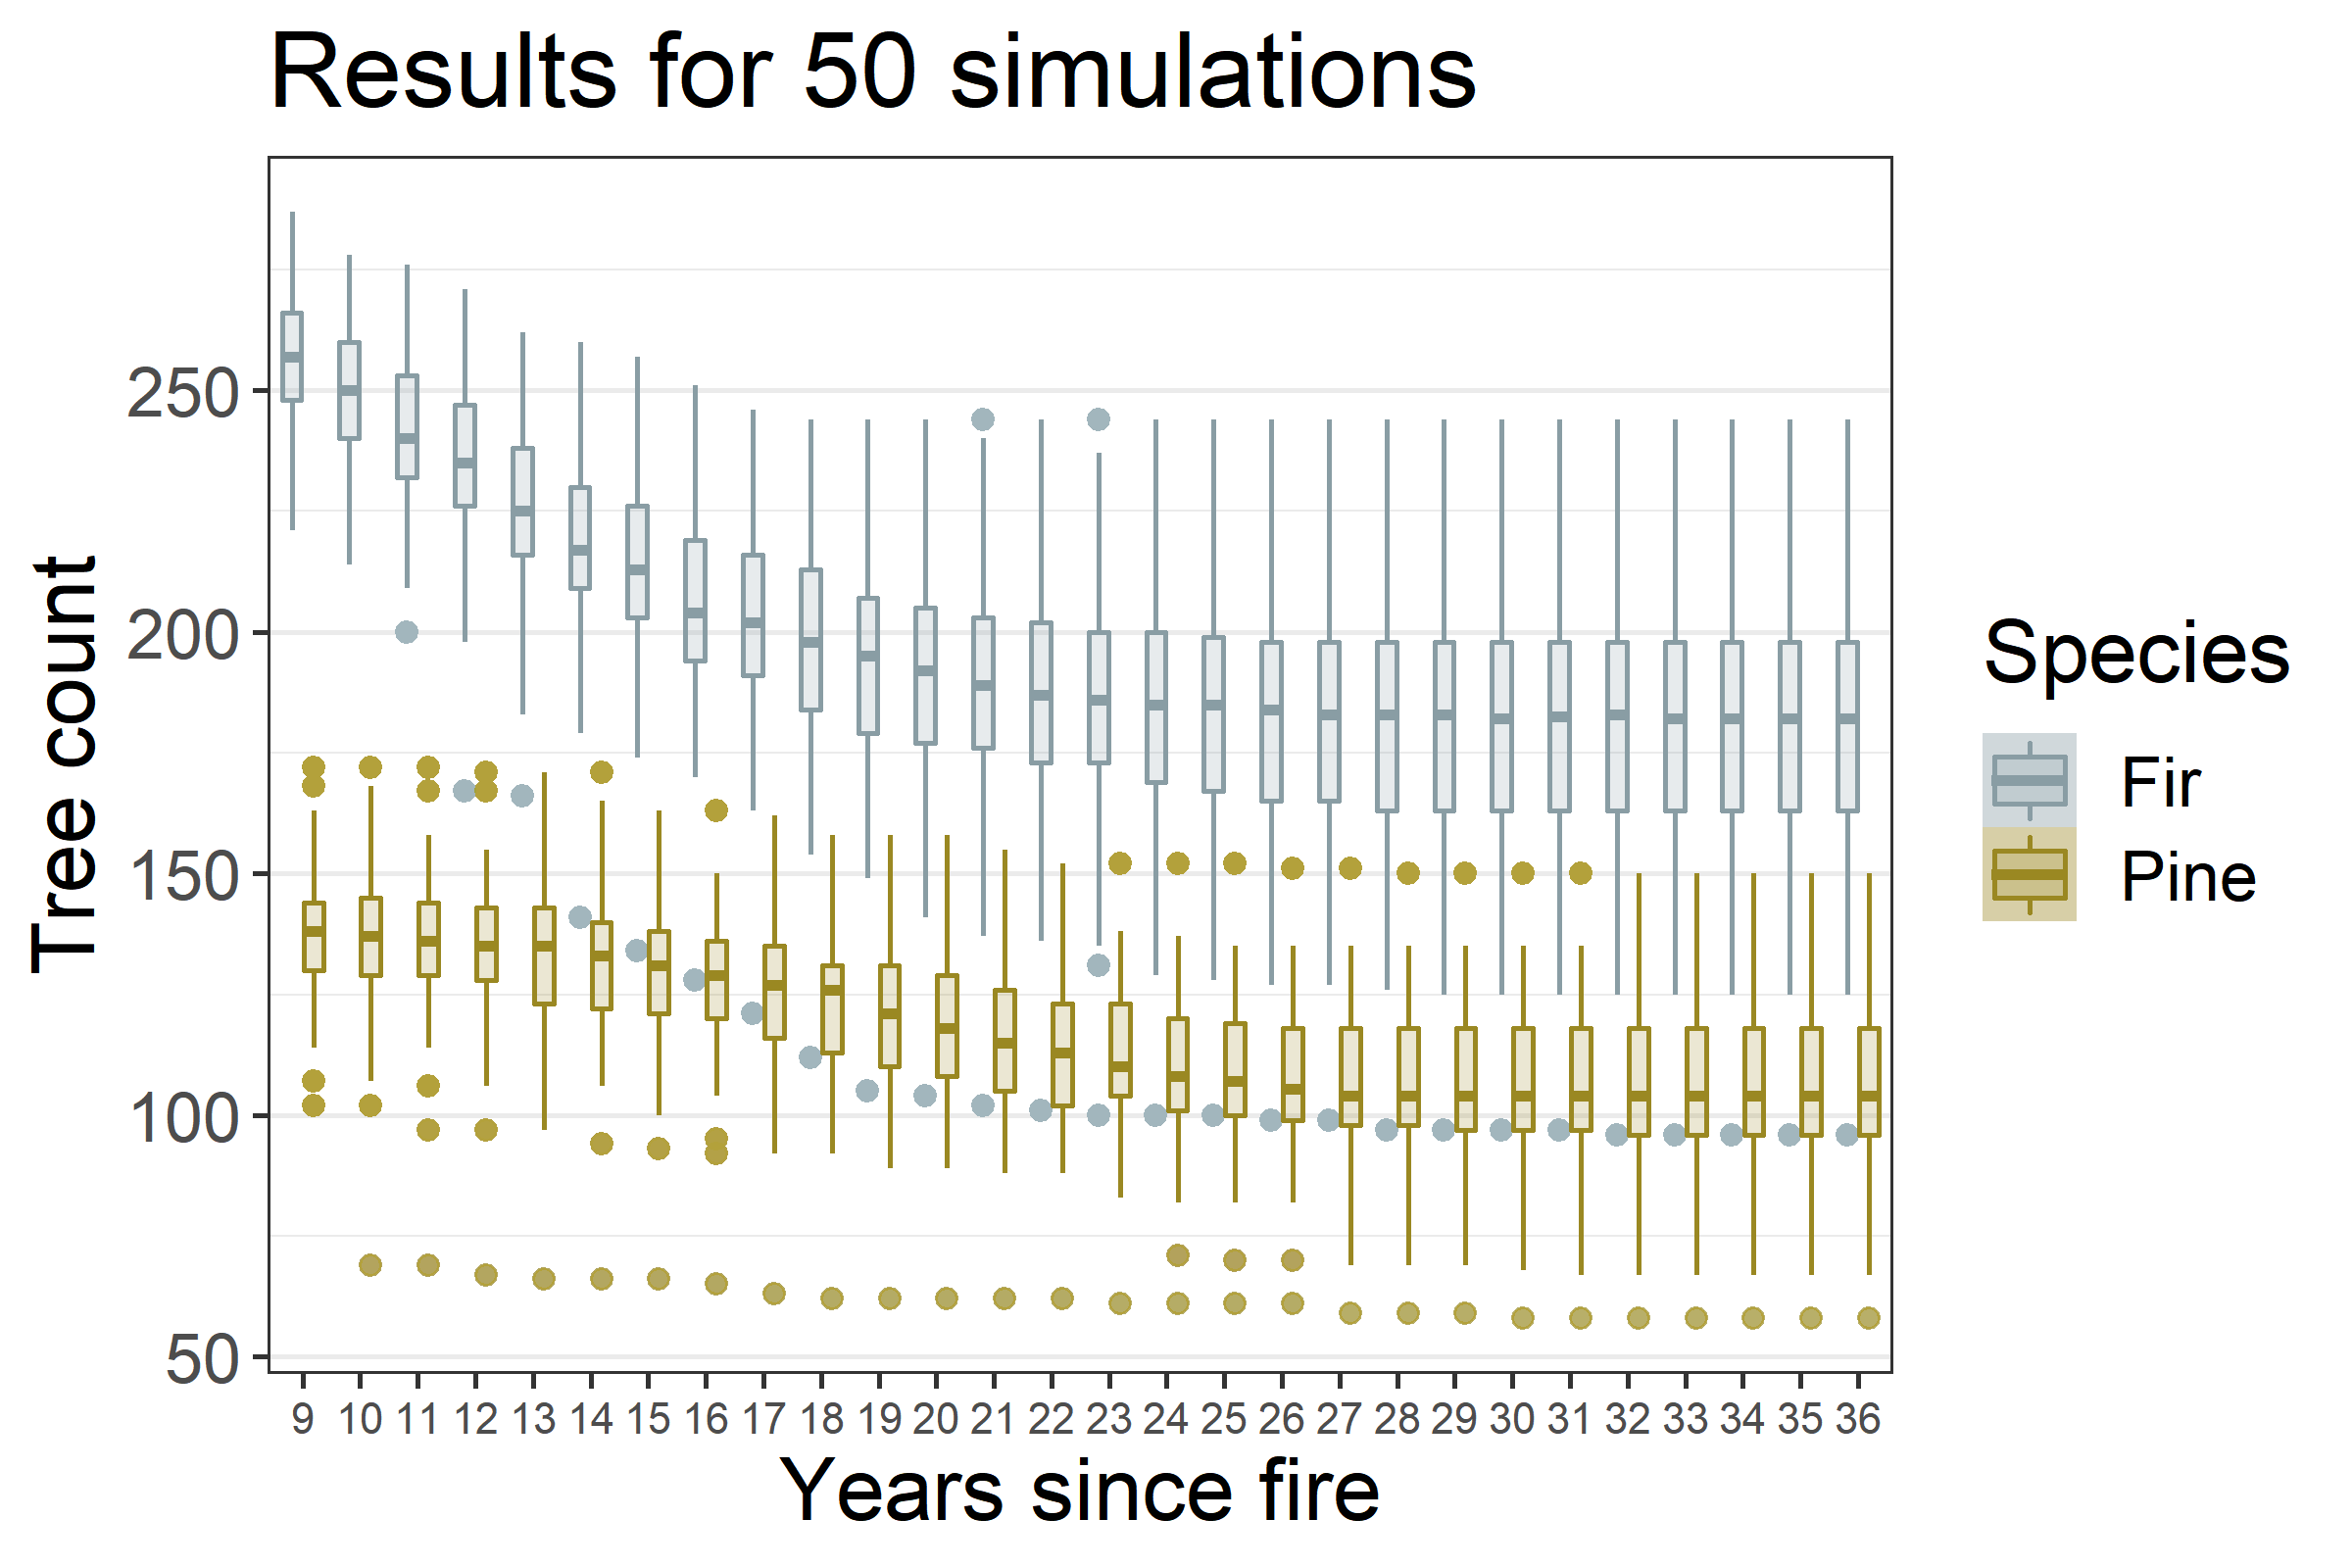 Results for 50 simulations
Tree count
250
200
150
100
50
9 10 11 12 13 14 15 16 17 18 19 20 21 22 23 24 25 26 27 28 29 30 31 32 33 34 35 36
Years since fire
Species
Fir
Pine